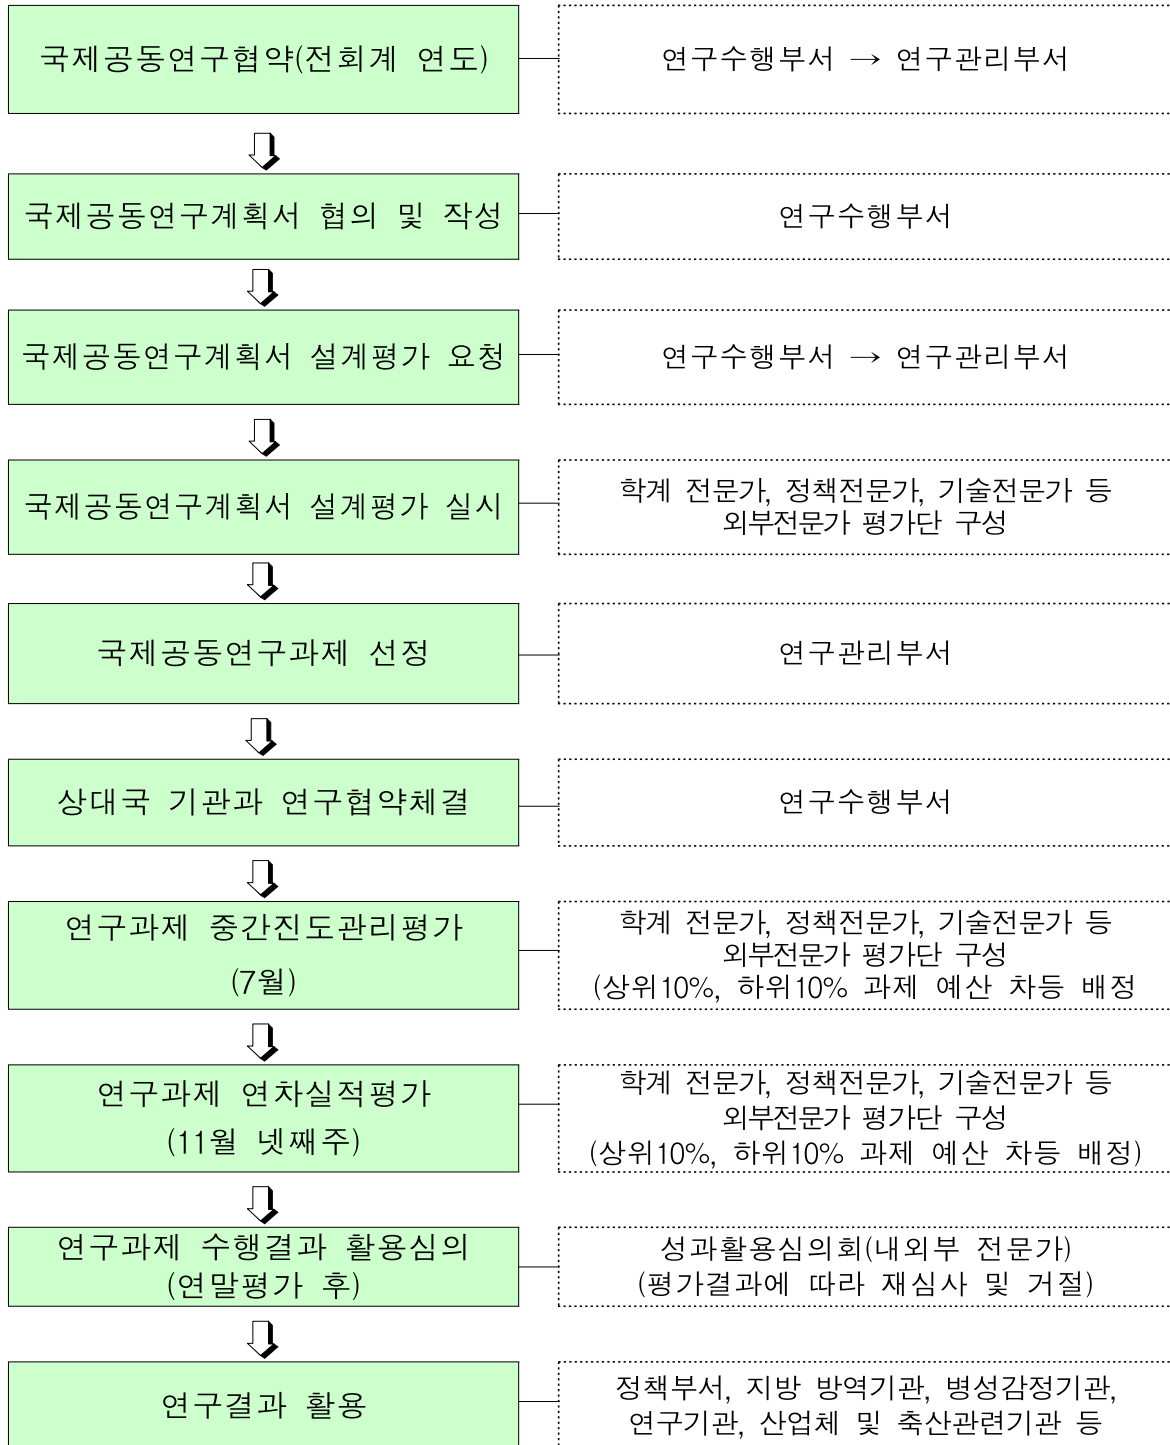 국제공동연구협약(전회계 연도)
연구수행부서 → 연구관리부서
국제공동연구계획서 협의 및 작성
연구수행부서
국제공동연구계획서 설계평가 요청
연구수행부서 → 연구관리부서
국제공동연구계획서 설계평가 실시
학계 전문가, 정책전문가, 기술전문가 등
외부전문가 평가단 구성
국제공동연구과제 선정
연구관리부서
상대국 기관과 연구협약체결
연구수행부서
연구과제 중간진도관리평가
(7월)
학계 전문가, 정책전문가, 기술전문가 등
외부전문가 평가단 구성
(상위10%, 하위10% 과제 예산 차등 배정
연구과제 연차실적평가
(11월 넷째주)
학계 전문가, 정책전문가, 기술전문가 등
외부전문가 평가단 구성
(상위10%, 하위10% 과제 예산 차등 배정)
연구과제 수행결과 활용심의
(연말평가 후)
성과활용심의회(내외부 전문가)
(평가결과에 따라 재심사 및 거절)
연구결과 활용
정책부서, 지방 방역기관, 병성감정기관,
연구기관, 산업체 및 축산관련기관 등